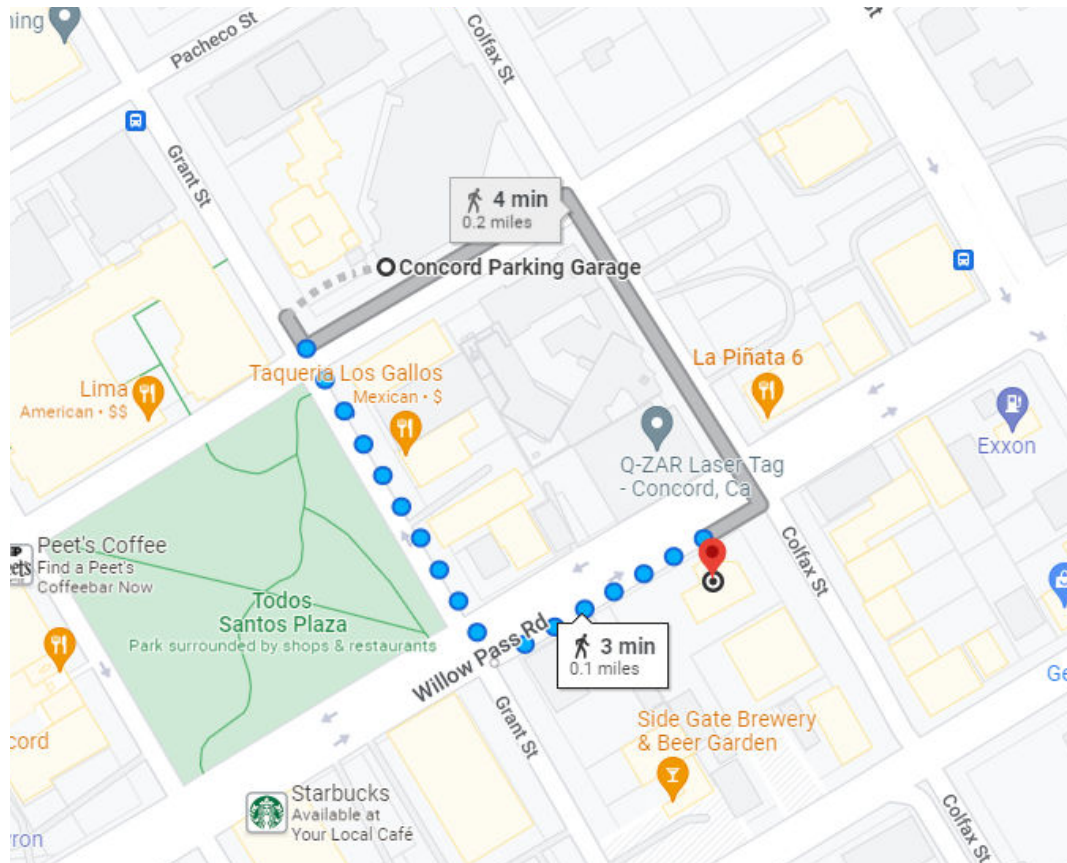 ning
Pacheco St
Colfax St
St
Grant St
4 min
0.2 miles
Concord Parking Garage
Lima
American • $$
Taqueria Los Gallos
Mexican • $
La Piñata 6
Exxon
Q-ZAR Laser Tag
- Concord, Ca
Peet's Coffee
Find a Peet's
Coffeebar Now
Todos
Santos Plaza
Park surrounded by shops & restaurants
Colfax St
Willow Pass Rd
3 min
0.1 miles
Ge
Grant St
Side Gate Brewery
& Beer Garden
cord
Starbucks
Available at
Your Local Café
Colfax St
vron